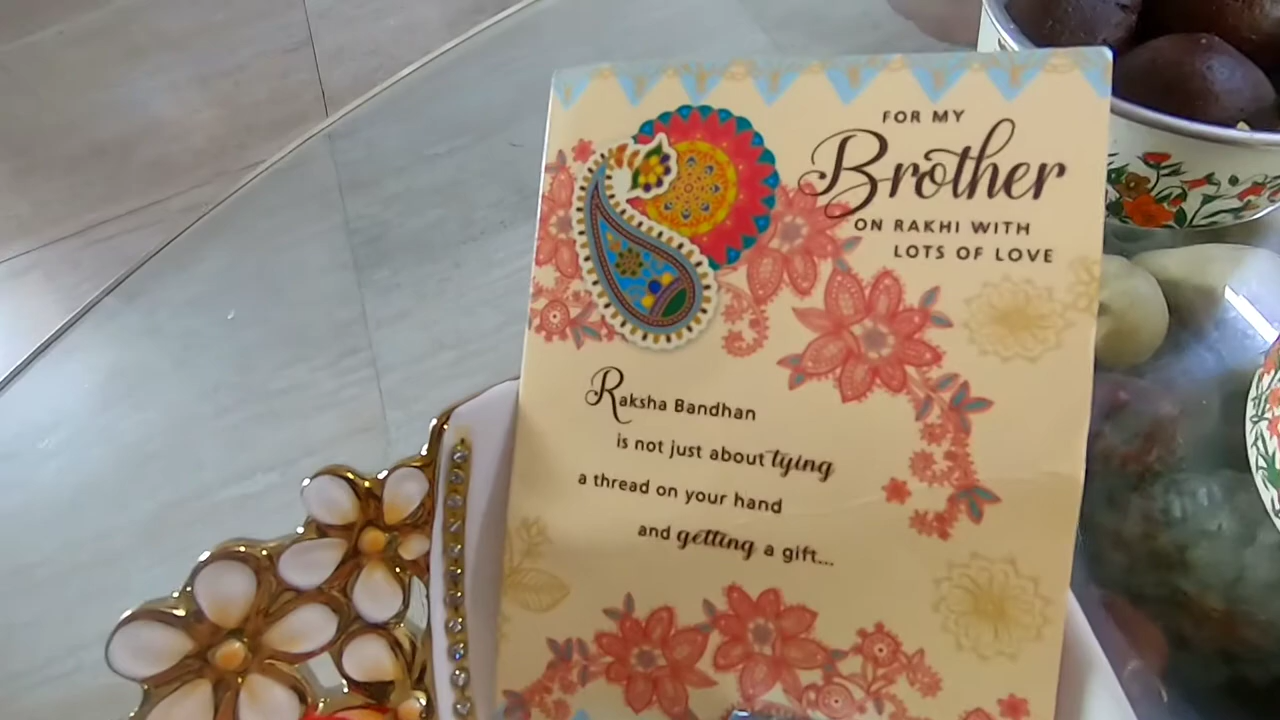 FOR MY
Brother
ON RAKHI WITH
LOTS OF LOVE
Raksha Bandhan
is not just about tying
a thread on your hand
and getting a gift...